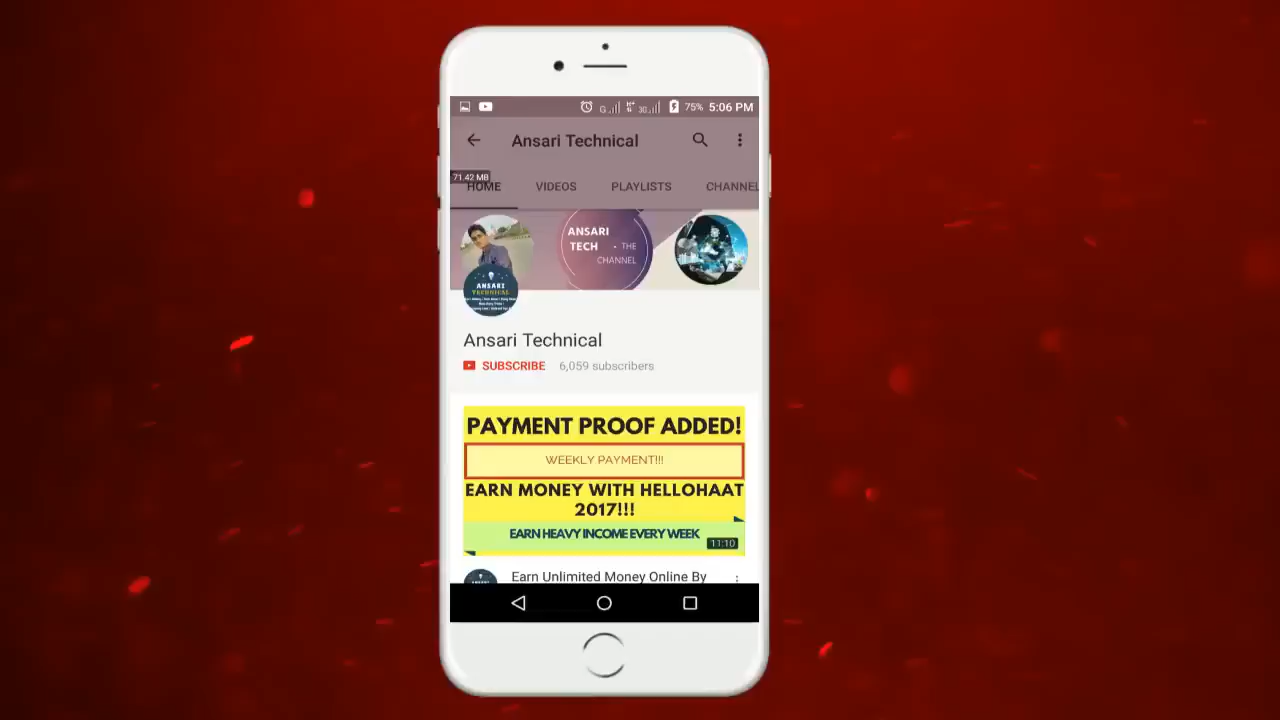 G 3G 75% 5:06 PM
Ansari Technical
71.42 MB
HOME VIDEOS PLAYLISTS CHANNEL
ANSARI
TECH - THE
CHANNEL
ANSARI
TECHNICAL
Ansari Technical
SUBSCRIBE 6,059 subscribers
PAYMENT PROOF ADDED!
WEEKLY PAYMENT!!!
EARN MONEY WITH HELLOHAAT
2017!!!
EARN HEAVY INCOME EVERY WEEK
11:10
Earn Unlimited Money Online By